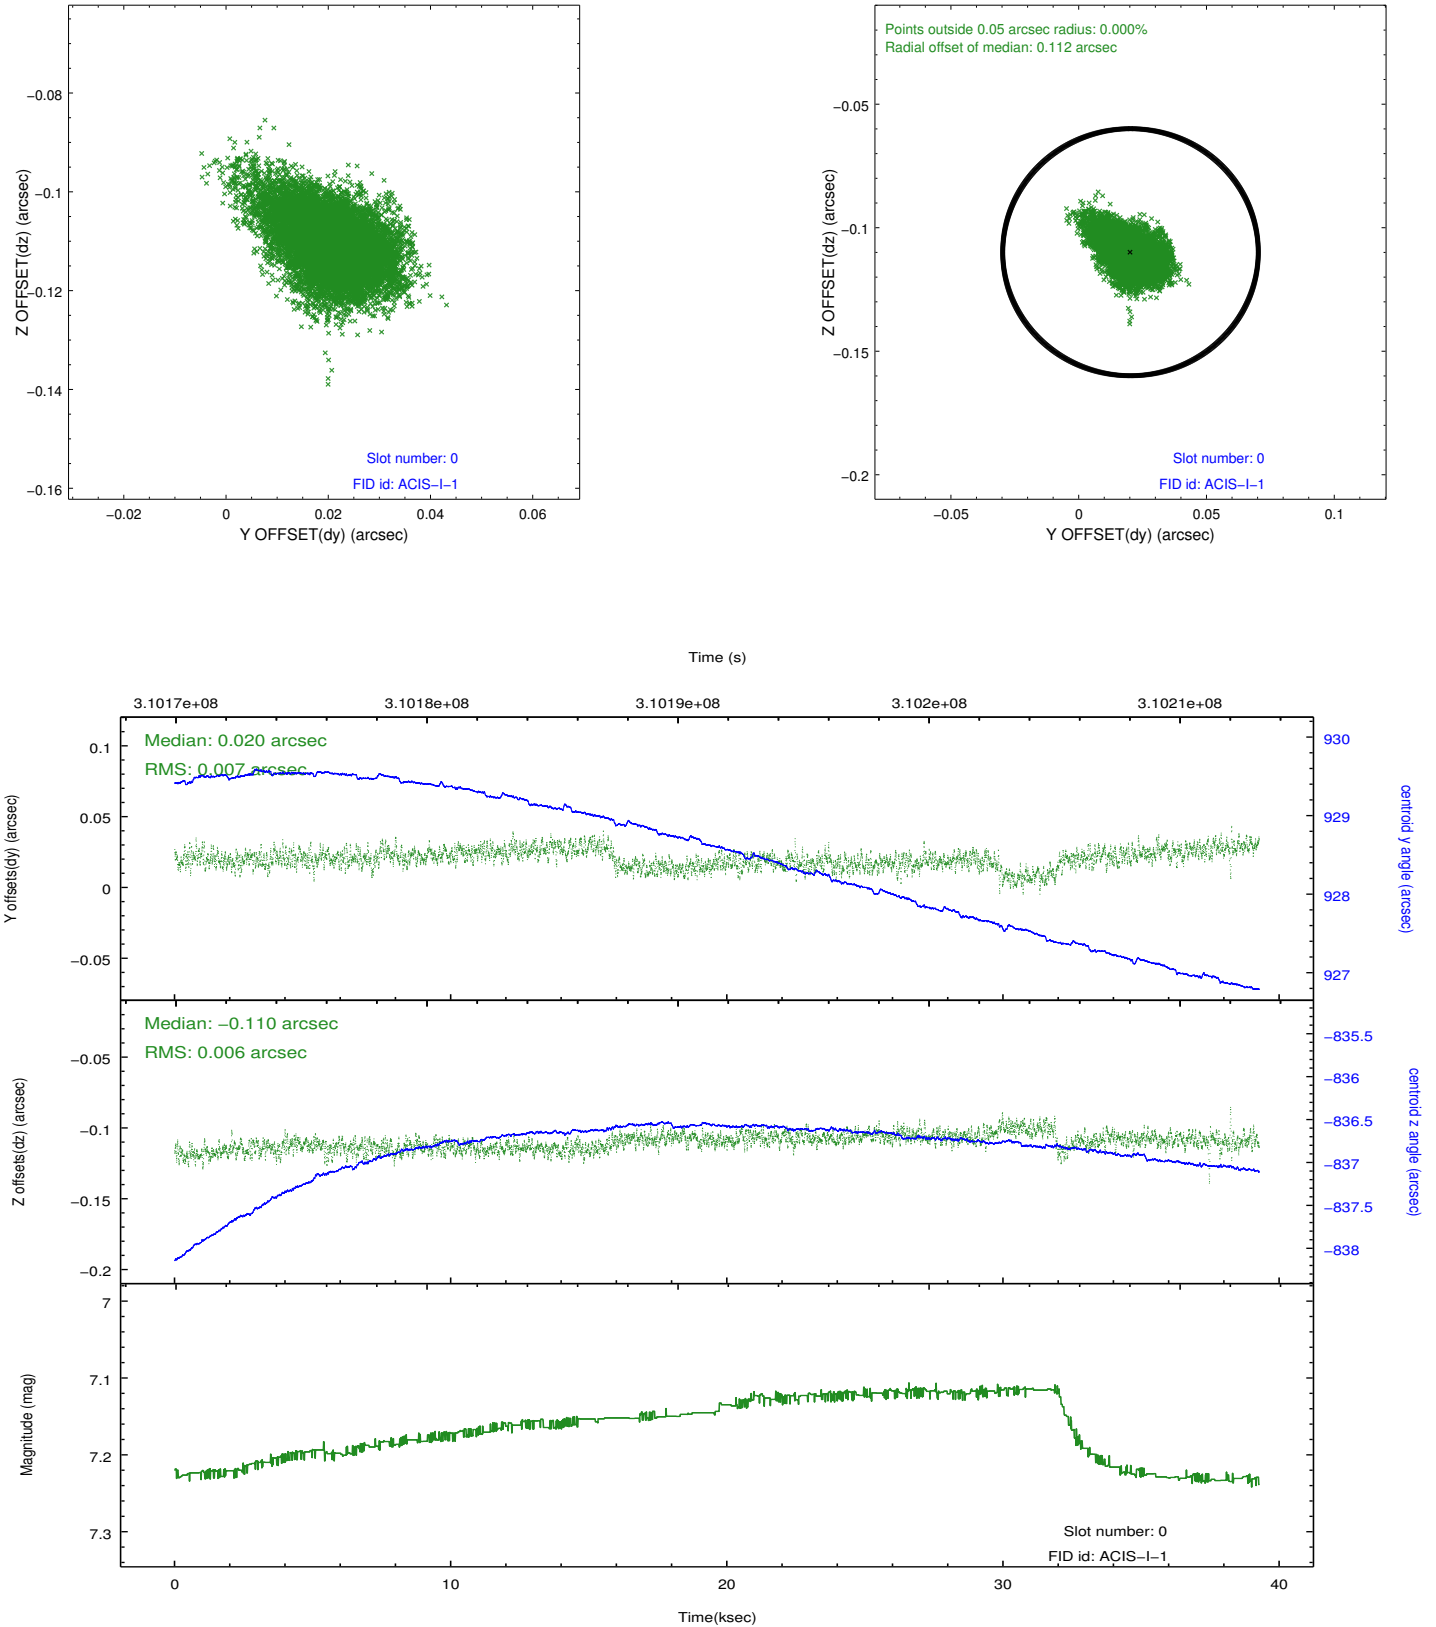 −0.08
−0.1
−0.12
−0.14
−0.16
Z OFFSET(dz) (arcsec)
Slot number: 0
FID id: ACIS−I−1
−0.02 0 0.02 0.04 0.06
Y OFFSET(dy) (arcsec)
Points outside 0.05 arcsec radius: 0.000%
Radial offset of median: 0.112 arcsec
−0.05
−0.1
−0.15
−0.2
Z OFFSET(dz) (arcsec)
Slot number: 0
FID id: ACIS−I−1
−0.05 0 0.05 0.1
Y OFFSET(dy) (arcsec)
Time (s)
3.1017e+08 3.1018e+08 3.1019e+08 3.102e+08 3.1021e+08
Median: 0.020 arcsec
RMS: 0.007 arcsec
0.1
0.05
0
−0.05
Y offsets(dy) (arcsec)
930
929
928
927
centroid y angle (arcsec)
Median: −0.110 arcsec
RMS: 0.006 arcsec
−0.05
−0.1
−0.15
−0.2
Z offsets(dz) (arcsec)
−835.5
−836
−836.5
−837
−837.5
−838
centroid z angle (arcsec)
7
7.1
7.2
7.3
Magnitude (mag)
Slot number: 0
FID id: ACIS−I−1
0 10 20 30 40
Time(ksec)